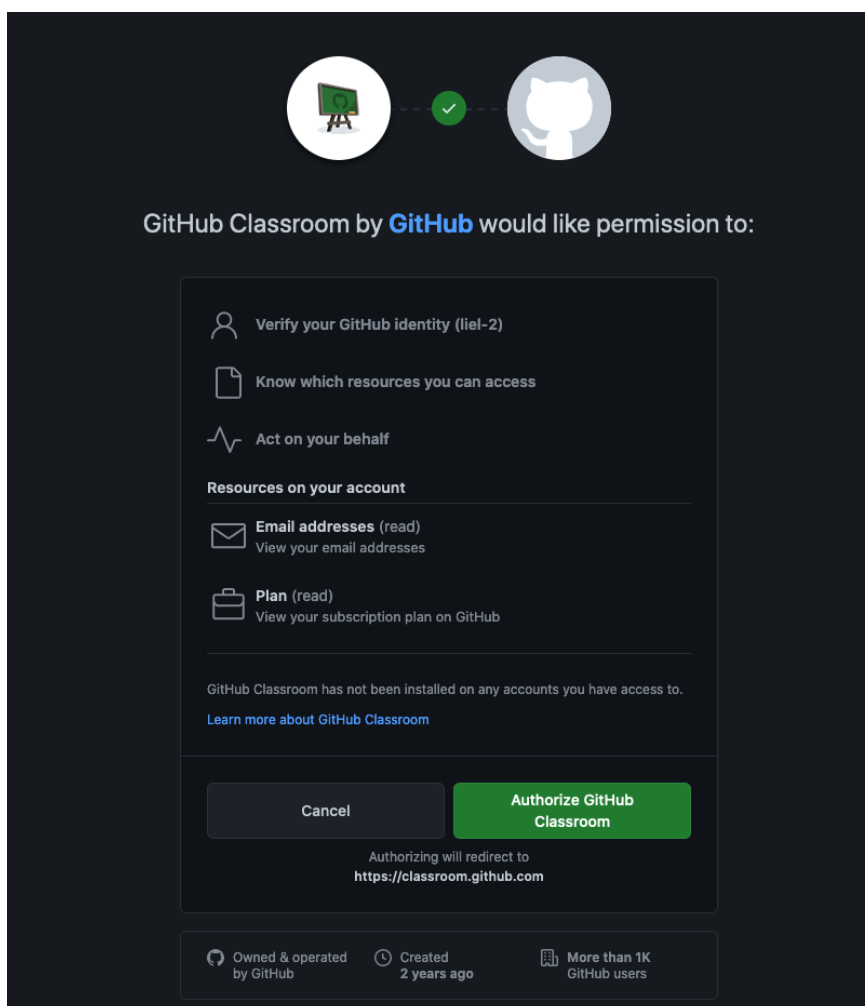 GitHub Classroom by GitHub would like permission to:
Verify your GitHub identity (liel-2)
Know which resources you can access
Act on your behalf
Resources on your account
Email addresses (read)
View your email addresses
Plan (read)
View your subscription plan on GitHub
GitHub Classroom has not been installed on any accounts you have access to.
Learn more about GitHub Classroom
Cancel
Authorize GitHub
Classroom
Authorizing will redirect to
https://classroom.github.com
Owned & operated
by GitHub
Created
2 years ago
More than 1K
GitHub users